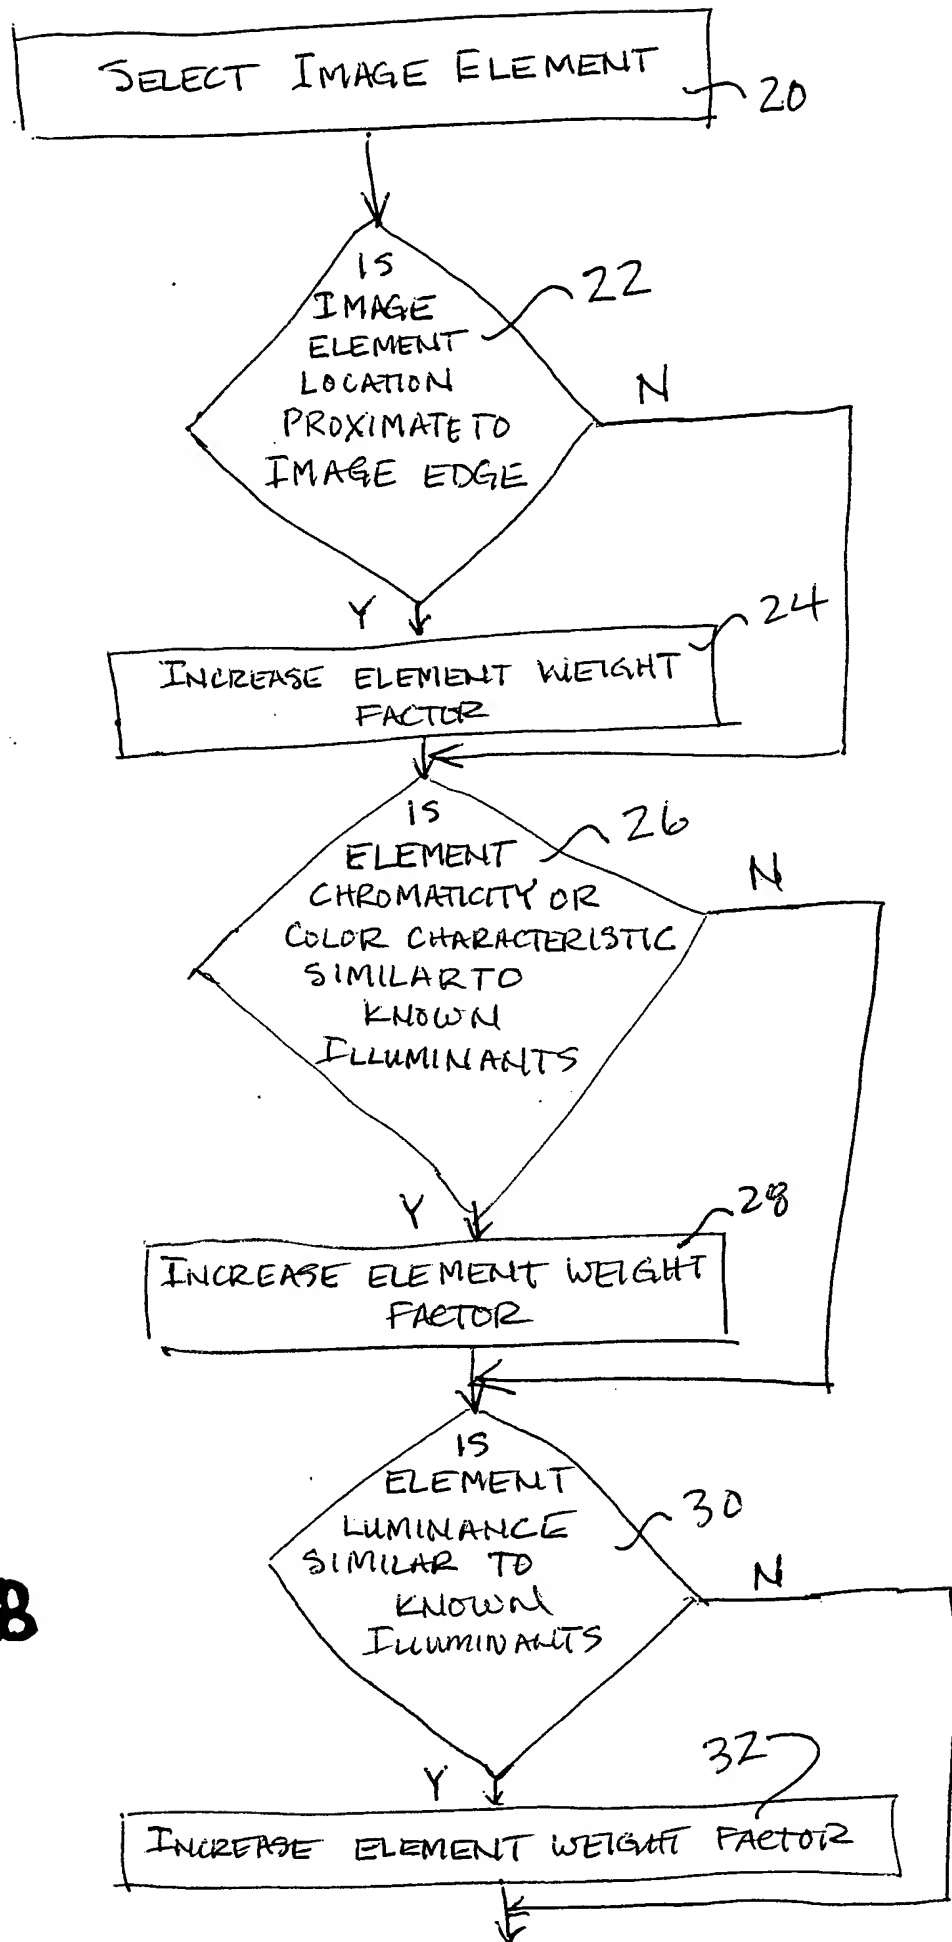 SELECT IMAGE ELEMENT
20
IS
IMAGE
ELEMENT
LOCATION
PROXIMATE TO
IMAGE EDGE
22
N
Y
24
INCREASE ELEMENT WEIGHT
FACTOR
IS
ELEMENT
CHROMATICITY OR
COLOR CHARACTERISTIC
SIMILAR TO
KNOWN
ILLUMINANTS
26
N
Y
28
INCREASE ELEMENT WEIGHT
FACTOR
IS
ELEMENT
LUMINANCE
SIMILAR TO
KNOWN
ILLUMINANTS
30
N
B
Y
32
INCREASE ELEMENT WEIGHT FACTOR